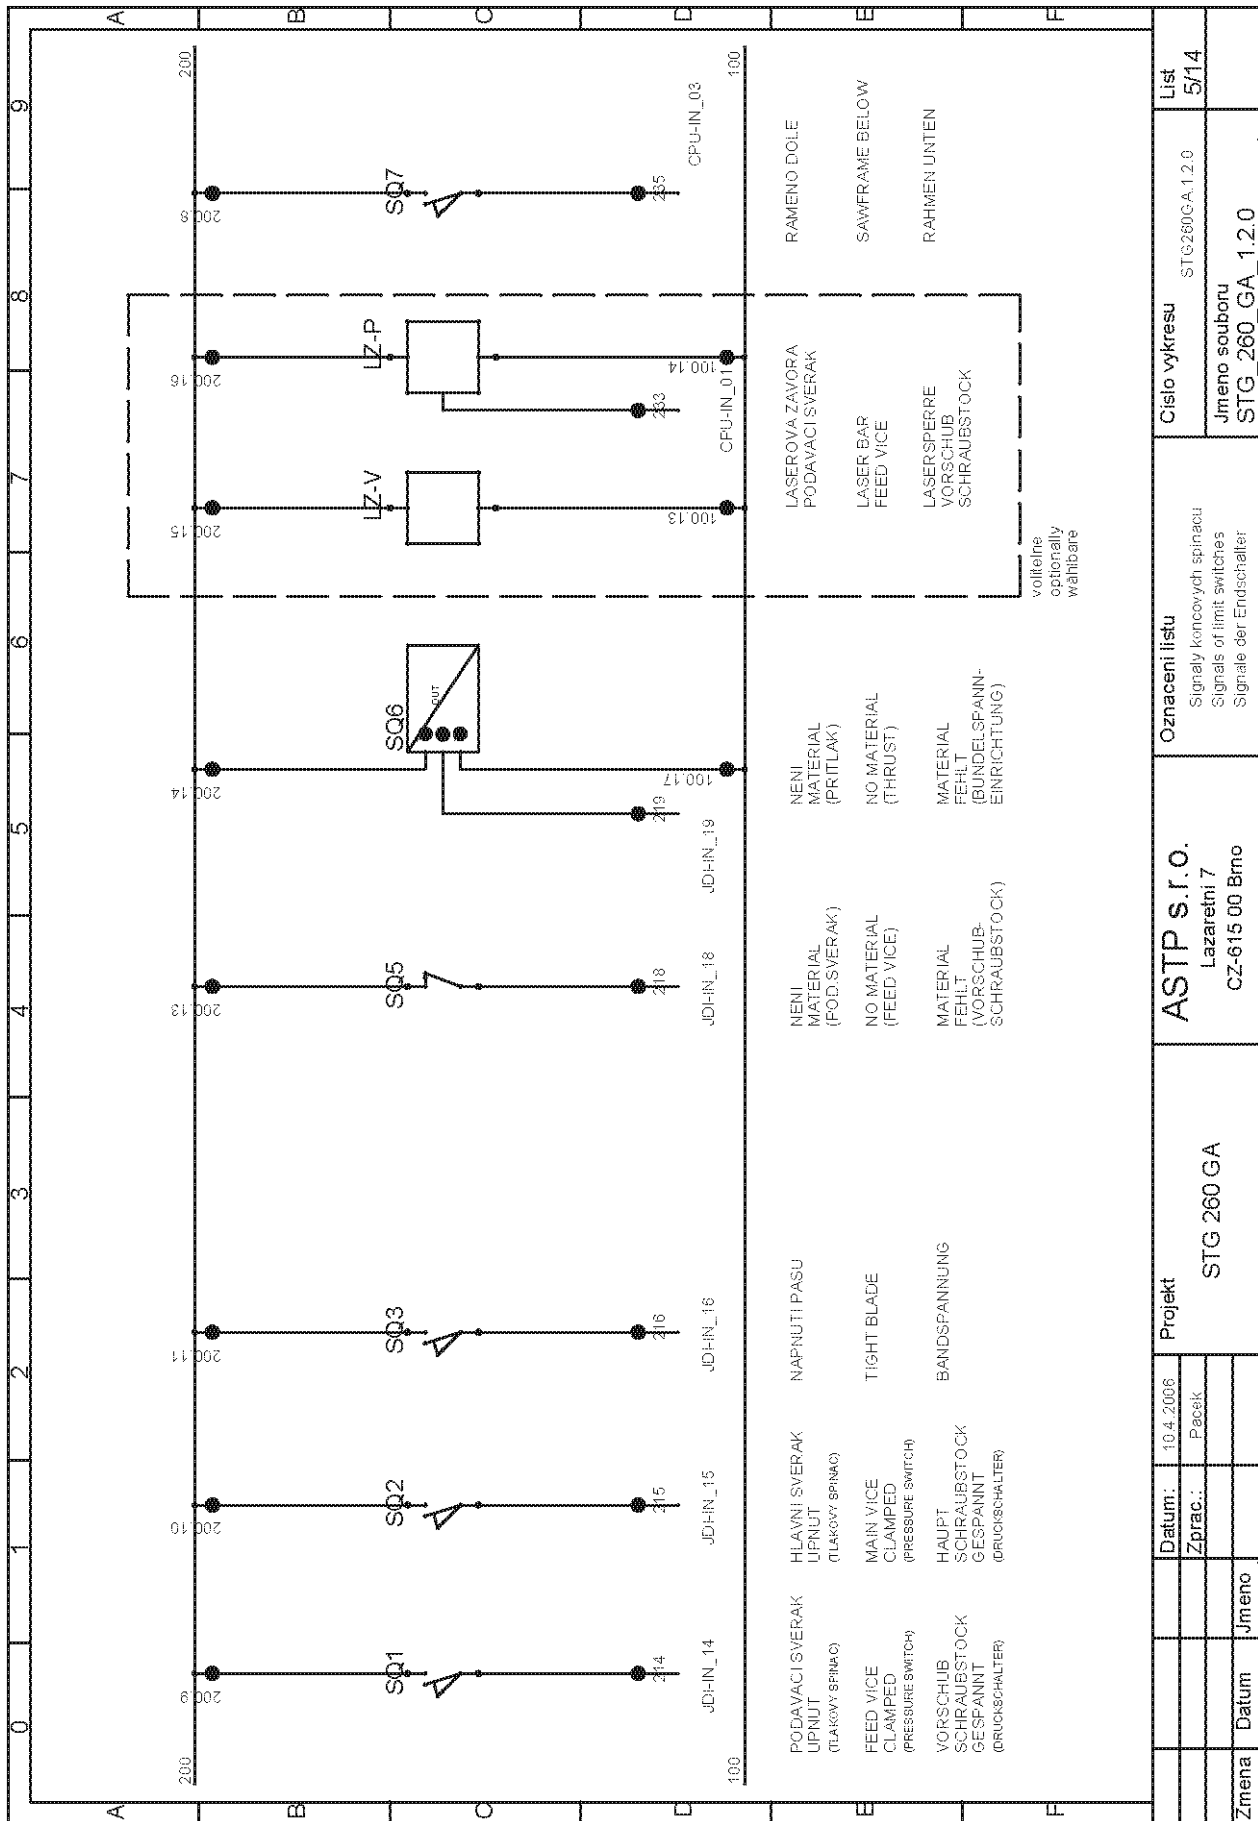 0 1 2 3 4 5 6 7 8 9
A A
B B
C C
D D
E E
F F
200 200
200.9
200.10
200.11
200.13
200.14
200.15
200.16
200.8
SQ1
SQ2
SQ3
SQ5
SQ6
OUT
LZ-V
LZ-P
SQ7
214
215
216
218
219
100.17
100.13
233
100.14
235
JDI-IN_14
JDI-IN_15
JDI-IN_16
JDI-IN_18
JDI-IN_19
CPU-IN_01
CPU-IN_03
100 100
PODAVACI SVERAK
UPNUT
(TLAKOVY SPINAC)
FEED VICE
CLAMPED
(PRESSURE SWITCH)
VORSCHUB
SCHRAUBSTOCK
GESPANNT
(DRUCKSCHALTER)
HLAVNI SVERAK
UPNUT
(TLAKOVY SPINAC)
MAIN VICE
CLAMPED
(PRESSURE SWITCH)
HAUPT
SCHRAUBSTOCK
GESPANNT
(DRUCKSCHALTER)
NAPNUTI PASU
TIGHT BLADE
BANDSPANNUNG
NENI
MATERIAL
(POD.SVERAK)
NO MATERIAL
(FEED VICE)
MATERIAL
FEHLT
(VORSCHUB-
SCHRAUBSTOCK)
NENI
MATERIAL
(PRITLAK)
NO MATERIAL
(THRUST)
MATERIAL
FEHLT
(BUNDELSPANN-
EINRICHTUNG)
LASEROVA ZAVORA
PODAVACI SVERAK
LASER BAR
FEED VICE
LASERSPERRE
VORSCHUB
SCHRAUBSTOCK
volitelne
optionally
wählbare
RAMENO DOLE
SAWFRAME BELOW
RAHMEN UNTEN
Zmena Datum Jmeno
Datum: 10.4.2006
Zprac.: Pacek
Projekt
STG 260 GA
ASTP s.r.o.
Lazaretni 7
CZ-615 00 Brno
Oznaceni listu
Signaly koncovych spinacu
Signals of limit switches
Signale der Endschalter
Cislo vykresu
STG260GA.1.2.0
Jmeno souboru
STG_260_GA_1.2.0
List
5/14